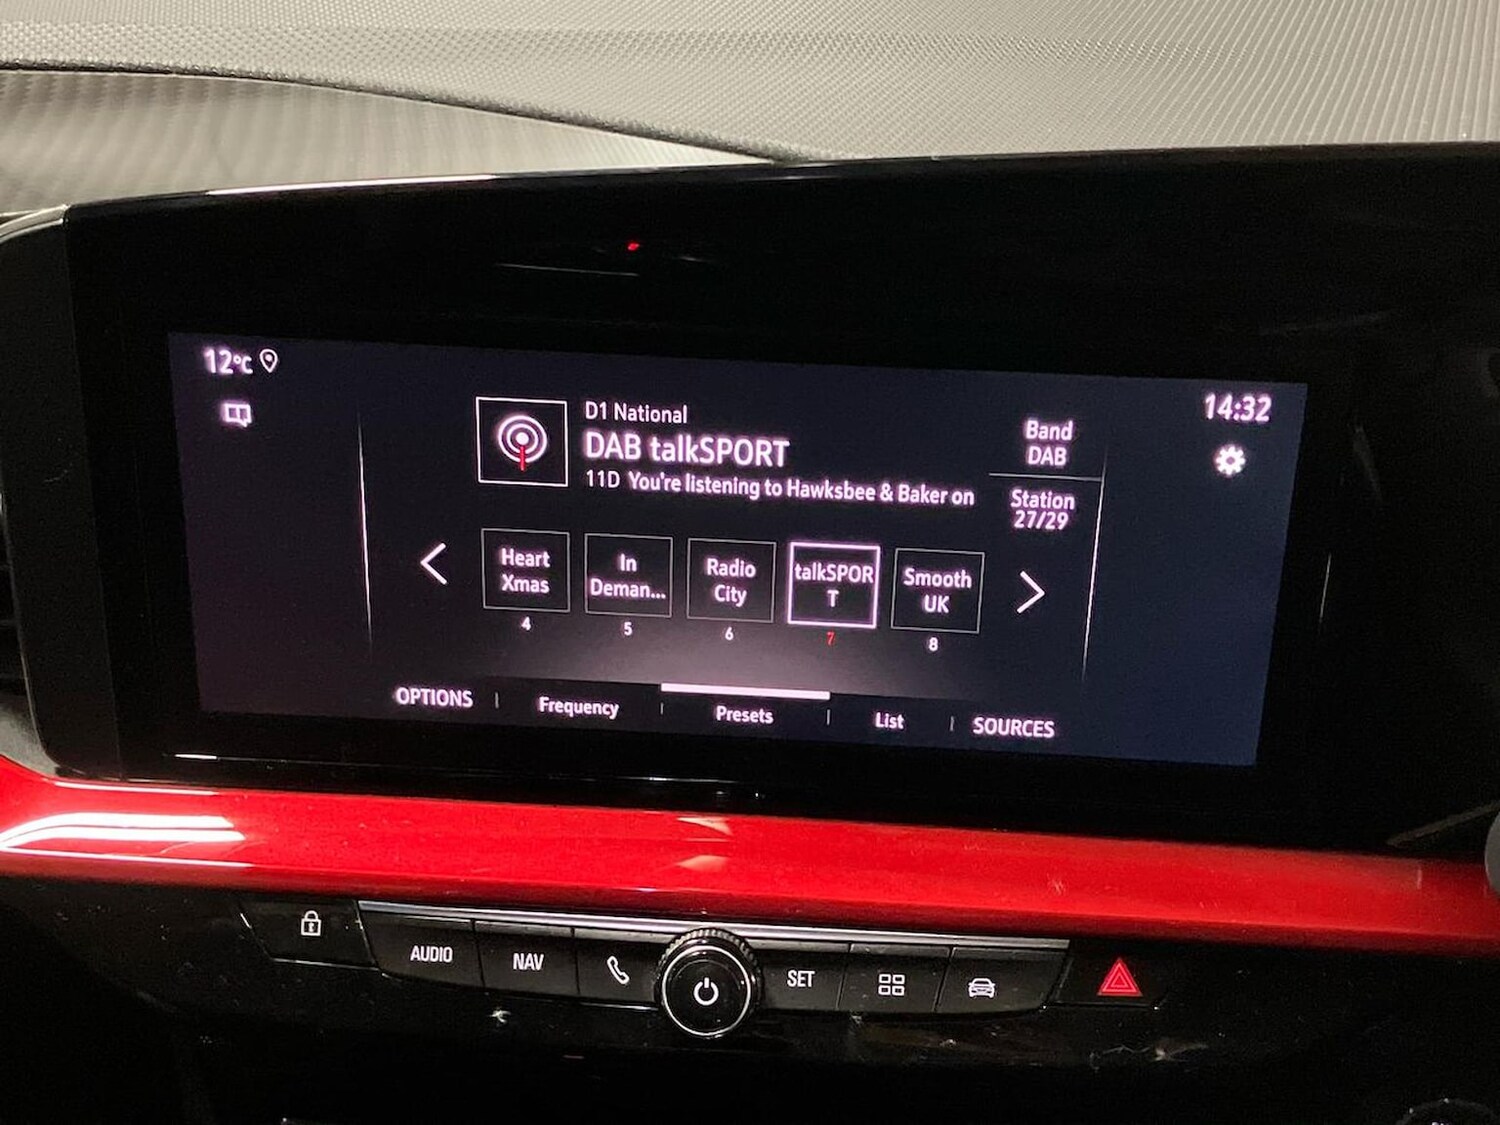 12°C
14:32
D1 National
DAB talkSPORT
11D You're listening to Hawksbee & Baker on
Band
DAB
Station
27/29
Heart
Xmas
4
In
Deman...
5
Radio
City
6
talkSPOR
T
7
Smooth
UK
8
OPTIONS
Frequency
Presets
List
SOURCES
AUDIO
NAV
SET